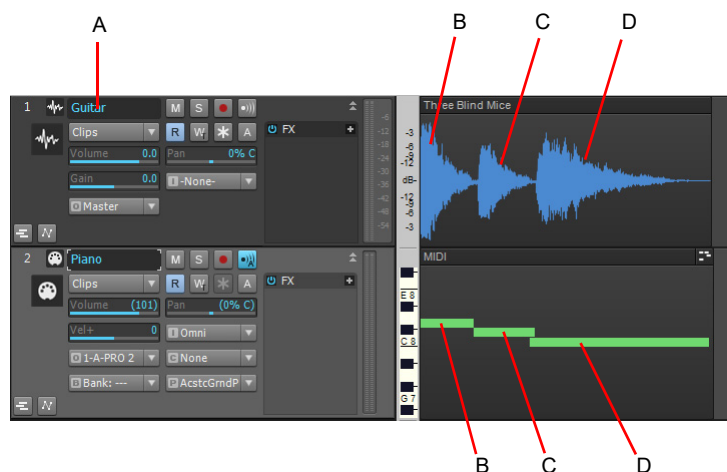 A
B C D
1 Guitar M S
Clips R W * A
Volume 0.0 Pan 0% C
Gain 0.0 I -None-
O Master
FX +
-6
-12
-18
-24
-30
-36
-42
-48
-54
Three Blind Mice
-3
-6
-9
-12
dB-
-12
-9
-6
-3
2 Piano M S
Clips R W * A
Volume (101) Pan (0% C)
Vel+ 0 I Omni
O 1-A-PRO 2 C None
B Bank: --- P AcstcGrndP
FX +
MIDI
E 8
C 8
G 7
B C D